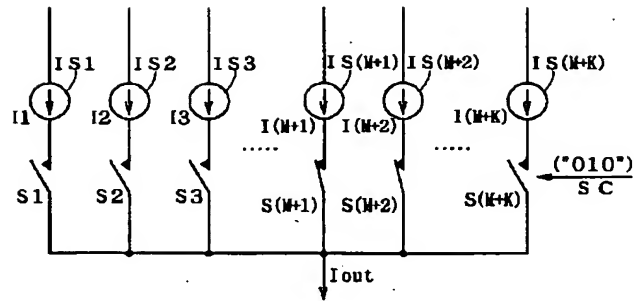 IS1 IS2 IS3 IS(M+1) IS(M+2) IS(M+K)
I1 I2 I3 I(M+1) I(M+2) I(M+K)
..... .....
S1 S2 S3 S(M+1) S(M+2) S(M+K) ("010")
SC
Iout